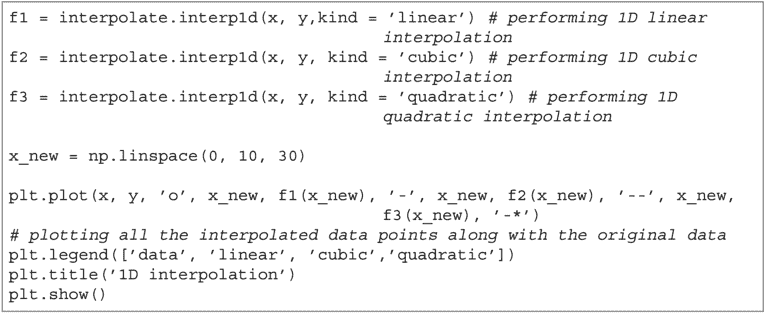 f1 = interpolate.interp1d(x, y,kind = 'linear') # performing 1D linear
interpolation
f2 = interpolate.interp1d(x, y, kind = 'cubic') # performing 1D cubic
interpolation
f3 = interpolate.interp1d(x, y, kind = 'quadratic') # performing 1D
quadratic interpolation
x_new = np.linspace(0, 10, 30)
plt.plot(x, y, 'o', x_new, f1(x_new), '-', x_new, f2(x_new), '--', x_new,
f3(x_new), '-*')
# plotting all the interpolated data points along with the original data
plt.legend(['data', 'linear', 'cubic','quadratic'])
plt.title('1D interpolation')
plt.show()